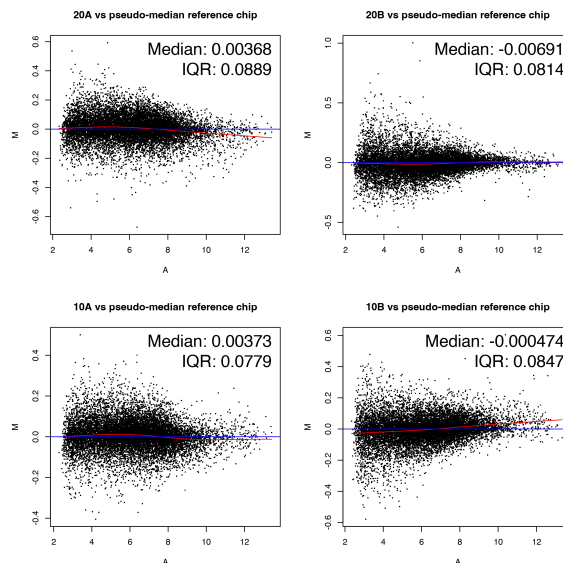 20A vs pseudo-median reference chip
Median: 0.00368
IQR: 0.0889
M
0.6
0.4
0.2
0.0
-0.2
-0.4
-0.6
2 4 6 8 10 12
A
20B vs pseudo-median reference chip
Median: -0.00691
IQR: 0.0814
M
1.0
0.5
0.0
-0.5
2 4 6 8 10 12
A
10A vs pseudo-median reference chip
Median: 0.00373
IQR: 0.0779
M
0.4
0.2
0.0
-0.2
-0.4
2 4 6 8 10 12
A
10B vs pseudo-median reference chip
Median: -0.000474
IQR: 0.0847
M
0.6
0.4
0.2
0.0
-0.2
-0.4
-0.6
2 4 6 8 10 12
A